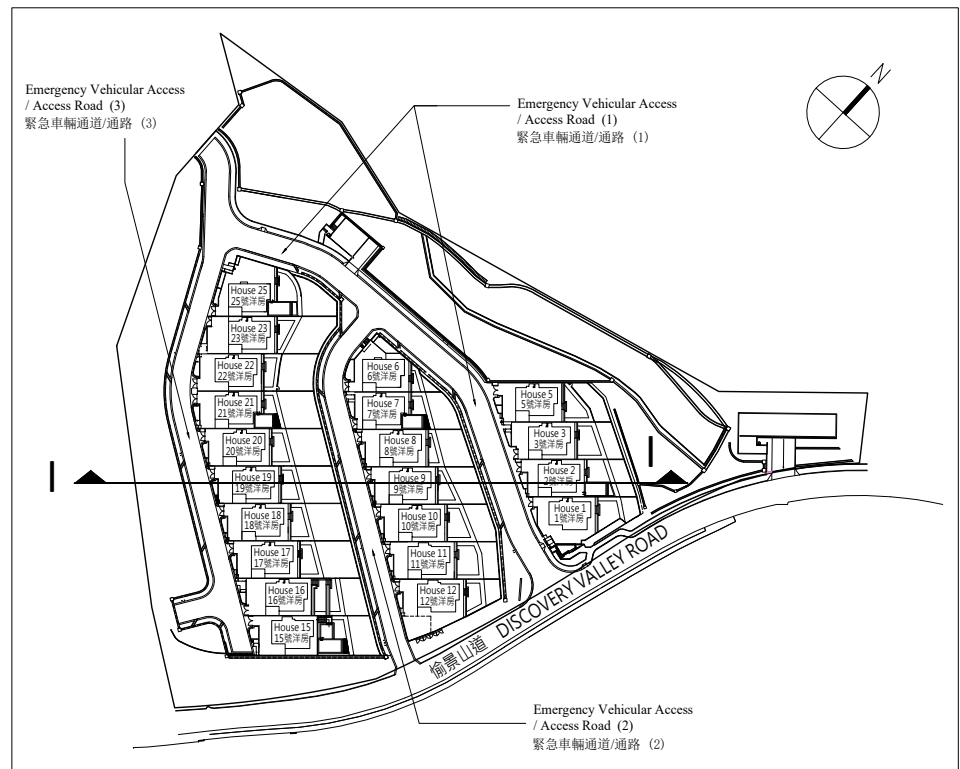 N
Emergency Vehicular Access
/ Access Road (3)
緊急車輛通道/通路 (3)
Emergency Vehicular Access
/ Access Road (1)
緊急車輛通道/通路 (1)
House 25
25號洋房
House 23
23號洋房
House 22
22號洋房
House 21
21號洋房
House 20
20號洋房
House 19
19號洋房
House 18
18號洋房
House 17
17號洋房
House 16
16號洋房
House 15
15號洋房
House 6
6號洋房
House 7
7號洋房
House 8
8號洋房
House 9
9號洋房
House 10
10號洋房
House 11
11號洋房
House 12
12號洋房
House 5
5號洋房
House 3
3號洋房
House 2
2號洋房
House 1
1號洋房
愉景山道 DISCOVERY VALLEY ROAD
Emergency Vehicular Access
/ Access Road (2)
緊急車輛通道/通路 (2)